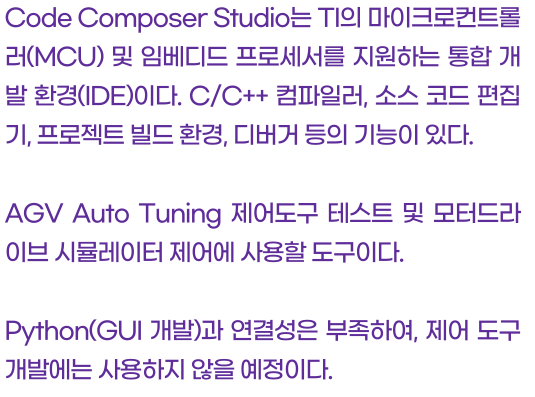 Code Composer Studio는 TI의 마이크로컨트롤
러(MCU) 및 임베디드 프로세서를 지원하는 통합 개
발 환경(IDE)이다. C/C++ 컴파일러, 소스 코드 편집
기, 프로젝트 빌드 환경, 디버거 등의 기능이 있다.
AGV Auto Tuning 제어도구 테스트 및 모터드라
이브 시뮬레이터 제어에 사용할 도구이다.
Python(GUI 개발)과 연결성은 부족하여, 제어 도구
개발에는 사용하지 않을 예정이다.